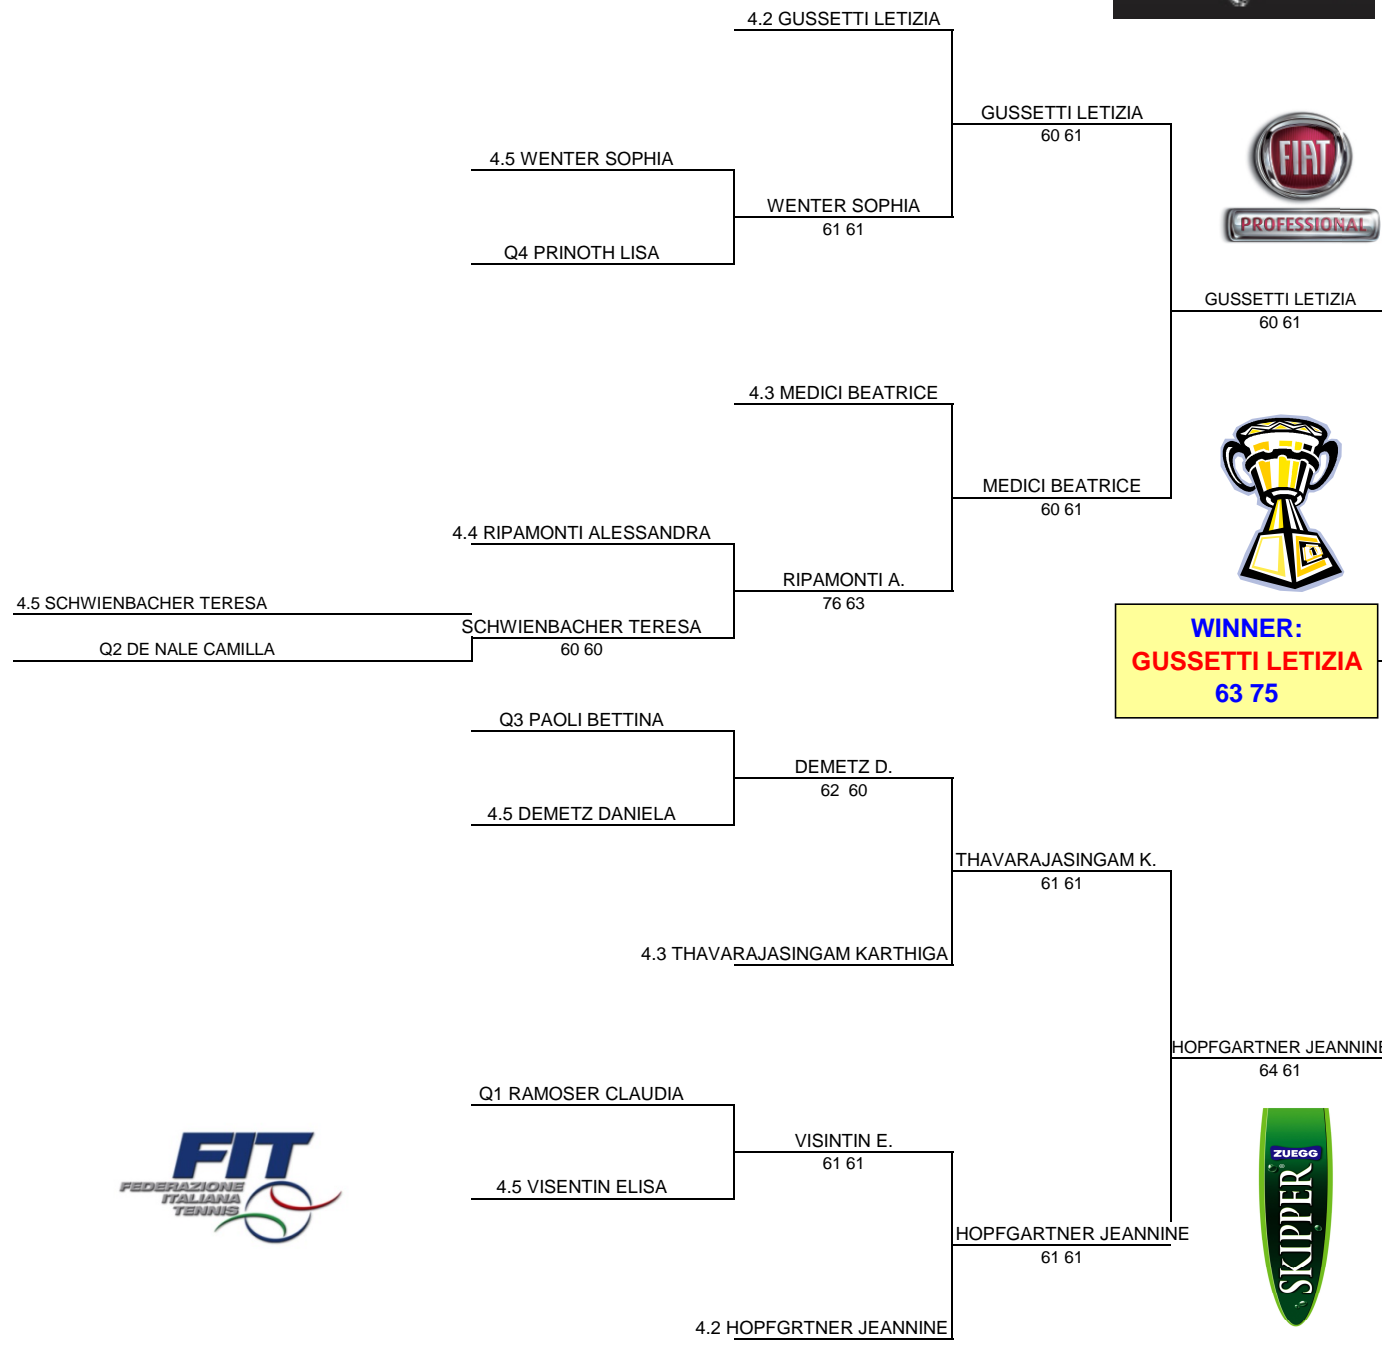 4.2 GUSSETTI LETIZIA
GUSSETTI LETIZIA
60 61
FIAT
PROFESSIONAL
4.5 WENTER SOPHIA
WENTER SOPHIA
61 61
Q4 PRINOTH LISA
GUSSETTI LETIZIA
60 61
4.3 MEDICI BEATRICE
MEDICI BEATRICE
60 61
4.4 RIPAMONTI ALESSANDRA
RIPAMONTI A.
76 63
4.5 SCHWIENBACHER TERESA
SCHWIENBACHER TERESA
60 60
Q2 DE NALE CAMILLA
1
WINNER:
GUSSETTI LETIZIA
63 75
Q3 PAOLI BETTINA
DEMETZ D.
62 60
4.5 DEMETZ DANIELA
THAVARAJASINGAM K.
61 61
4.3 THAVARAJASINGAM KARTHIGA
HOPFGARTNER JEANNINE
64 61
Q1 RAMOSER CLAUDIA
VISINTIN E.
61 61
4.5 VISENTIN ELISA
HOPFGARTNER JEANNINE
61 61
4.2 HOPFGRTNER JEANNINE
FIT
FEDERAZIONE
ITALIANA
TENNIS
ZUEGG
SKIPPER